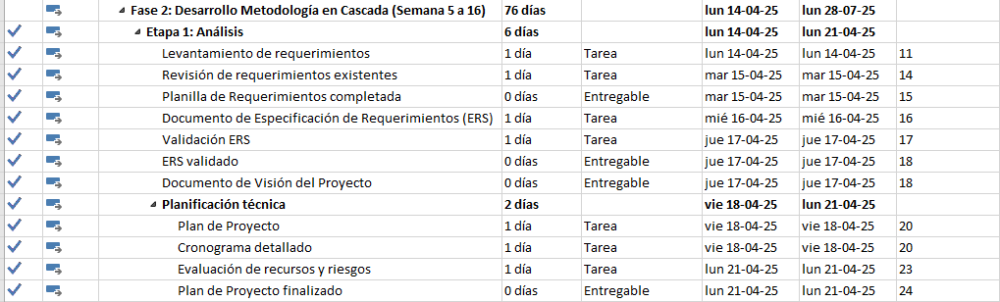 Fase 2: Desarrollo Metodología en Cascada (Semana 5 a 16) 76 días lun 14-04-25 lun 28-07-25
Etapa 1: Análisis 6 días lun 14-04-25 lun 21-04-25
Levantamiento de requerimientos 1 día Tarea lun 14-04-25 lun 14-04-25 11
Revisión de requerimientos existentes 1 día Tarea mar 15-04-25 mar 15-04-25 14
Planilla de Requerimientos completada 0 días Entregable mar 15-04-25 mar 15-04-25 15
Documento de Especificación de Requerimientos (ERS) 1 día Tarea mié 16-04-25 mié 16-04-25 16
Validación ERS 1 día Tarea jue 17-04-25 jue 17-04-25 17
ERS validado 0 días Entregable jue 17-04-25 jue 17-04-25 18
Documento de Visión del Proyecto 0 días Entregable jue 17-04-25 jue 17-04-25 18
Planificación técnica 2 días vie 18-04-25 lun 21-04-25
Plan de Proyecto 1 día Tarea vie 18-04-25 vie 18-04-25 20
Cronograma detallado 1 día Tarea vie 18-04-25 vie 18-04-25 20
Evaluación de recursos y riesgos 1 día Tarea lun 21-04-25 lun 21-04-25 23
Plan de Proyecto finalizado 0 días Entregable lun 21-04-25 lun 21-04-25 24